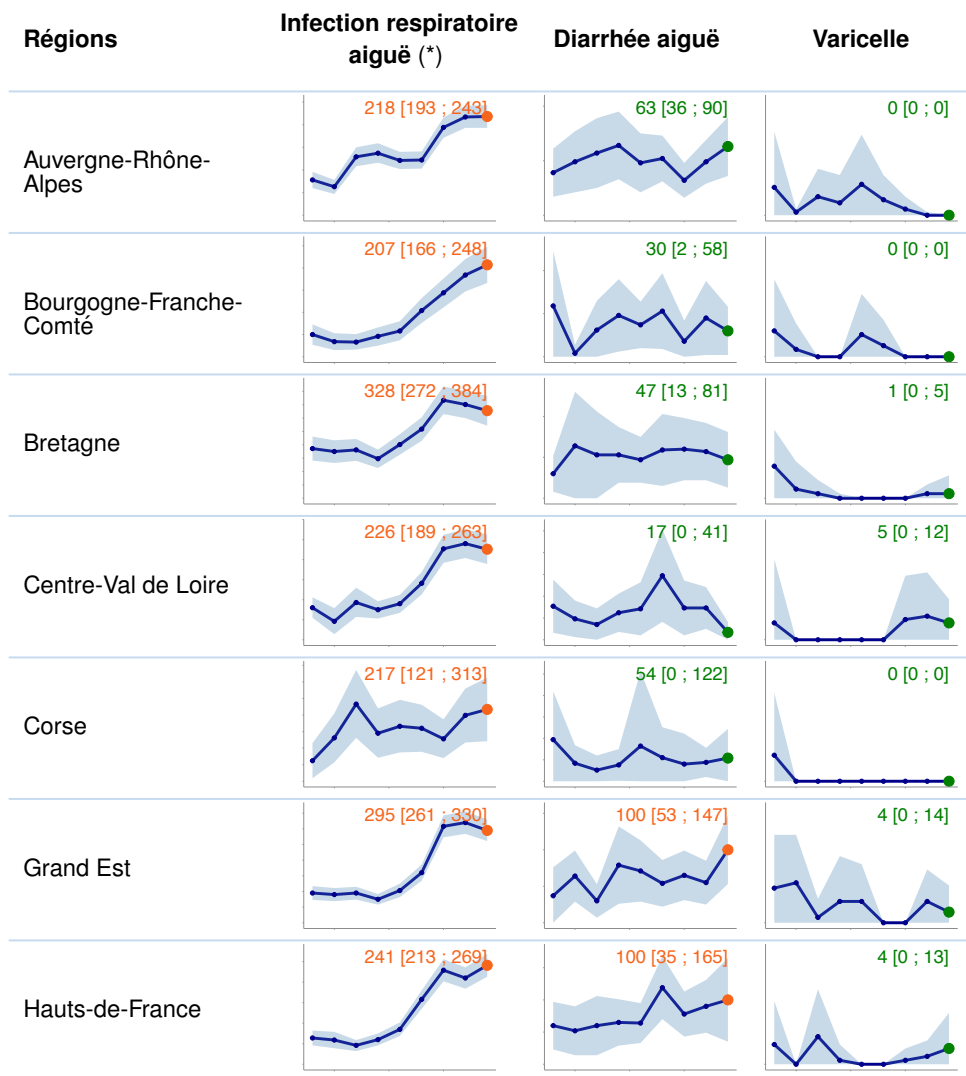 Régions
Infection respiratoire
aiguë (*)
Diarrhée aiguë
Varicelle
Auvergne-Rhône-
Alpes
218 [193 ; 243]
63 [36 ; 90]
0 [0 ; 0]
Bourgogne-Franche-
Comté
207 [166 ; 248]
30 [2 ; 58]
0 [0 ; 0]
Bretagne
328 [272 ; 384]
47 [13 ; 81]
1 [0 ; 5]
Centre-Val de Loire
226 [189 ; 263]
17 [0 ; 41]
5 [0 ; 12]
Corse
217 [121 ; 313]
54 [0 ; 122]
0 [0 ; 0]
Grand Est
295 [261 ; 330]
100 [53 ; 147]
4 [0 ; 14]
Hauts-de-France
241 [213 ; 269]
100 [35 ; 165]
4 [0 ; 13]